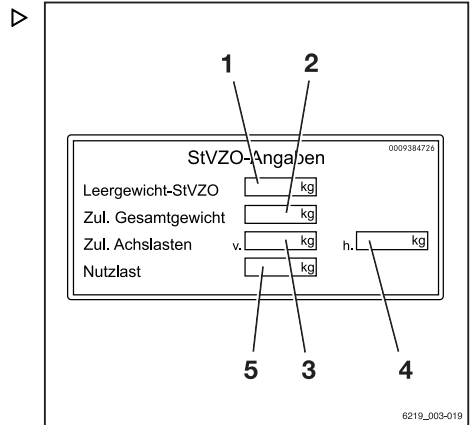 1 2
0009384726
StVZO-Angaben
Leergewicht-StVZO kg
Zul. Gesamtgewicht kg
Zul. Achslasten v. kg h. kg
Nutzlast kg
5 3 4
6219_003-019